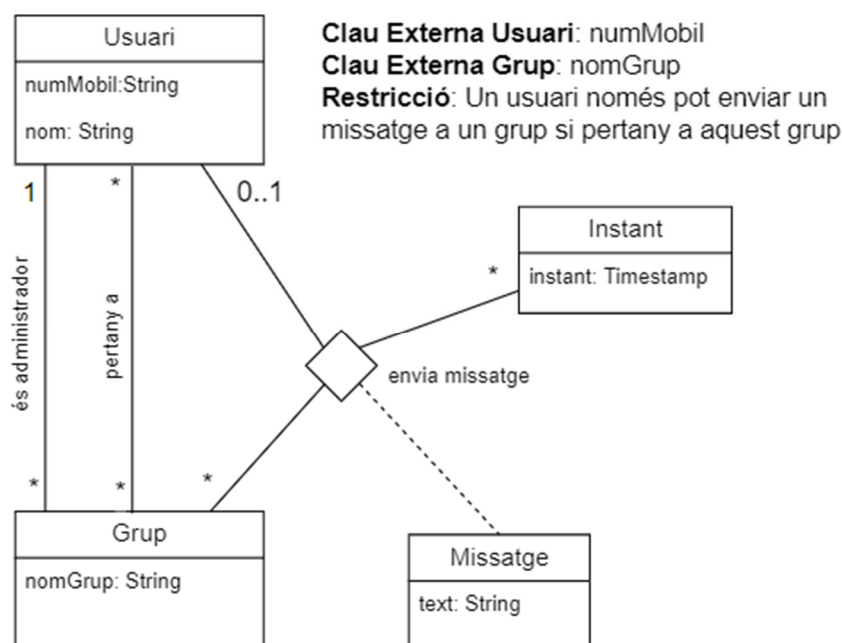 Usuari
numMobil:String
nom: String
Clau Externa Usuari: numMobil
Clau Externa Grup: nomGrup
Restricció: Un usuari només pot enviar un
missatge a un grup si pertany a aquest grup
1
*
0..1
Instant
instant: Timestamp
*
és administrador
pertany a
envia missatge
*
*
*
Grup
nomGrup: String
Missatge
text: String